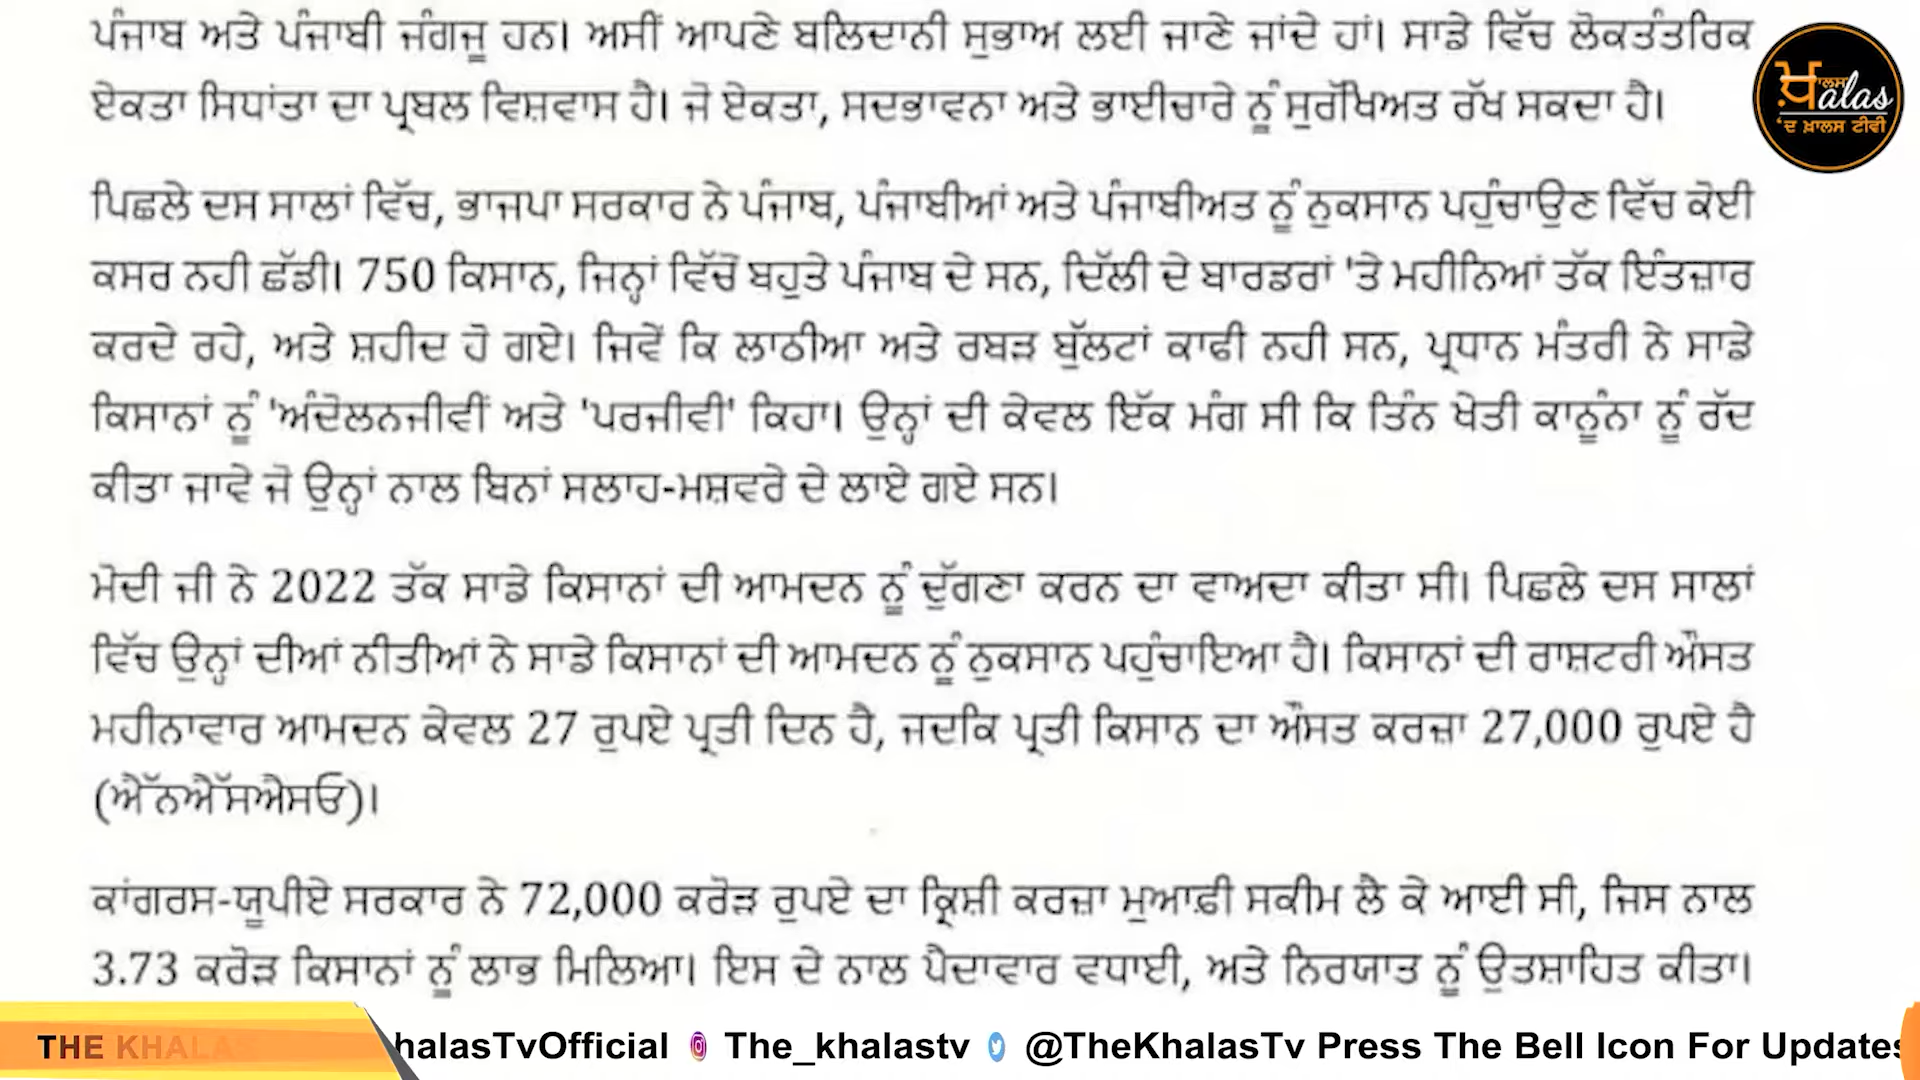 ਪੰਜਾਬ ਅਤੇ ਪੰਜਾਬੀ ਜੰਗਜੂ ਹਨ। ਅਸੀਂ ਆਪਣੇ ਬਲਿਦਾਨੀ ਸੁਭਾਅ ਲਈ ਜਾਣੇ ਜਾਂਦੇ ਹਾਂ। ਸਾਡੇ ਵਿੱਚ ਲੋਕਤੰਤਰਿਕ
ਏਕਤਾ ਸਿਧਾਂਤਾ ਦਾ ਪ੍ਰਬਲ ਵਿਸ਼ਵਾਸ ਹੈ। ਜੋ ਏਕਤਾ, ਸਦਭਾਵਨਾ ਅਤੇ ਭਾਈਚਾਰੇ ਨੂੰ ਸੁਰੱਖਿਅਤ ਰੱਖ ਸਕਦਾ ਹੈ।
ਖ਼ਾਲਸ
alas
'ਦ ਖ਼ਾਲਸ ਟੀਵੀ
ਪਿਛਲੇ ਦਸ ਸਾਲਾਂ ਵਿੱਚ, ਭਾਜਪਾ ਸਰਕਾਰ ਨੇ ਪੰਜਾਬ, ਪੰਜਾਬੀਆਂ ਅਤੇ ਪੰਜਾਬੀਅਤ ਨੂੰ ਨੁਕਸਾਨ ਪਹੁੰਚਾਉਣ ਵਿੱਚ ਕੋਈ
ਕਸਰ ਨਹੀ ਛੱਡੀ। 750 ਕਿਸਾਨ, ਜਿਨ੍ਹਾਂ ਵਿੱਚੋਂ ਬਹੁਤੇ ਪੰਜਾਬ ਦੇ ਸਨ, ਦਿੱਲੀ ਦੇ ਬਾਰਡਰਾਂ 'ਤੇ ਮਹੀਨਿਆਂ ਤੱਕ ਇੰਤਜ਼ਾਰ
ਕਰਦੇ ਰਹੇ, ਅਤੇ ਸ਼ਹੀਦ ਹੋ ਗਏ। ਜਿਵੇਂ ਕਿ ਲਾਠੀਆ ਅਤੇ ਰਬੜ ਬੁੱਲਟਾਂ ਕਾਫੀ ਨਹੀ ਸਨ, ਪ੍ਰਧਾਨ ਮੰਤਰੀ ਨੇ ਸਾਡੇ
ਕਿਸਾਨਾਂ ਨੂੰ 'ਅੰਦੋਲਨਜੀਵੀਂ ਅਤੇ 'ਪਰਜੀਵੀ' ਕਿਹਾ। ਉਨ੍ਹਾਂ ਦੀ ਕੇਵਲ ਇੱਕ ਮੰਗ ਸੀ ਕਿ ਤਿੰਨ ਖੇਤੀ ਕਾਨੂੰਨਾ ਨੂੰ ਰੱਦ
ਕੀਤਾ ਜਾਵੇ ਜੋ ਉਨ੍ਹਾਂ ਨਾਲ ਬਿਨਾਂ ਸਲਾਹ-ਮਸ਼ਵਰੇ ਦੇ ਲਾਏ ਗਏ ਸਨ।
ਮੋਦੀ ਜੀ ਨੇ 2022 ਤੱਕ ਸਾਡੇ ਕਿਸਾਨਾਂ ਦੀ ਆਮਦਨ ਨੂੰ ਦੁੱਗਣਾ ਕਰਨ ਦਾ ਵਾਅਦਾ ਕੀਤਾ ਸੀ। ਪਿਛਲੇ ਦਸ ਸਾਲਾਂ
ਵਿੱਚ ਉਨ੍ਹਾਂ ਦੀਆਂ ਨੀਤੀਆਂ ਨੇ ਸਾਡੇ ਕਿਸਾਨਾਂ ਦੀ ਆਮਦਨ ਨੂੰ ਨੁਕਸਾਨ ਪਹੁੰਚਾਇਆ ਹੈ। ਕਿਸਾਨਾਂ ਦੀ ਰਾਸ਼ਟਰੀ ਔਸਤ
ਮਹੀਨਾਵਾਰ ਆਮਦਨ ਕੇਵਲ 27 ਰੁਪਏ ਪ੍ਰਤੀ ਦਿਨ ਹੈ, ਜਦਕਿ ਪ੍ਰਤੀ ਕਿਸਾਨ ਦਾ ਔਸਤ ਕਰਜ਼ਾ 27,000 ਰੁਪਏ ਹੈ
(ਐੱਨਐੱਸਐਸਓ)।
ਕਾਂਗਰਸ-ਯੂਪੀਏ ਸਰਕਾਰ ਨੇ 72,000 ਕਰੋੜ ਰੁਪਏ ਦਾ ਕ੍ਰਿਸ਼ੀ ਕਰਜ਼ਾ ਮੁਆਫ਼ੀ ਸਕੀਮ ਲੈ ਕੇ ਆਈ ਸੀ, ਜਿਸ ਨਾਲ
3.73 ਕਰੋੜ ਕਿਸਾਨਾਂ ਨੂੰ ਲਾਭ ਮਿਲਿਆ। ਇਸ ਦੇ ਨਾਲ ਪੈਦਾਵਾਰ ਵਧਾਈ, ਅਤੇ ਨਿਰਯਾਤ ਨੂੰ ਉਤਸ਼ਾਹਿਤ ਕੀਤਾ।
THE KHALAS halasTvOfficial The_khalastv @TheKhalasTv Press The Bell Icon For Updates